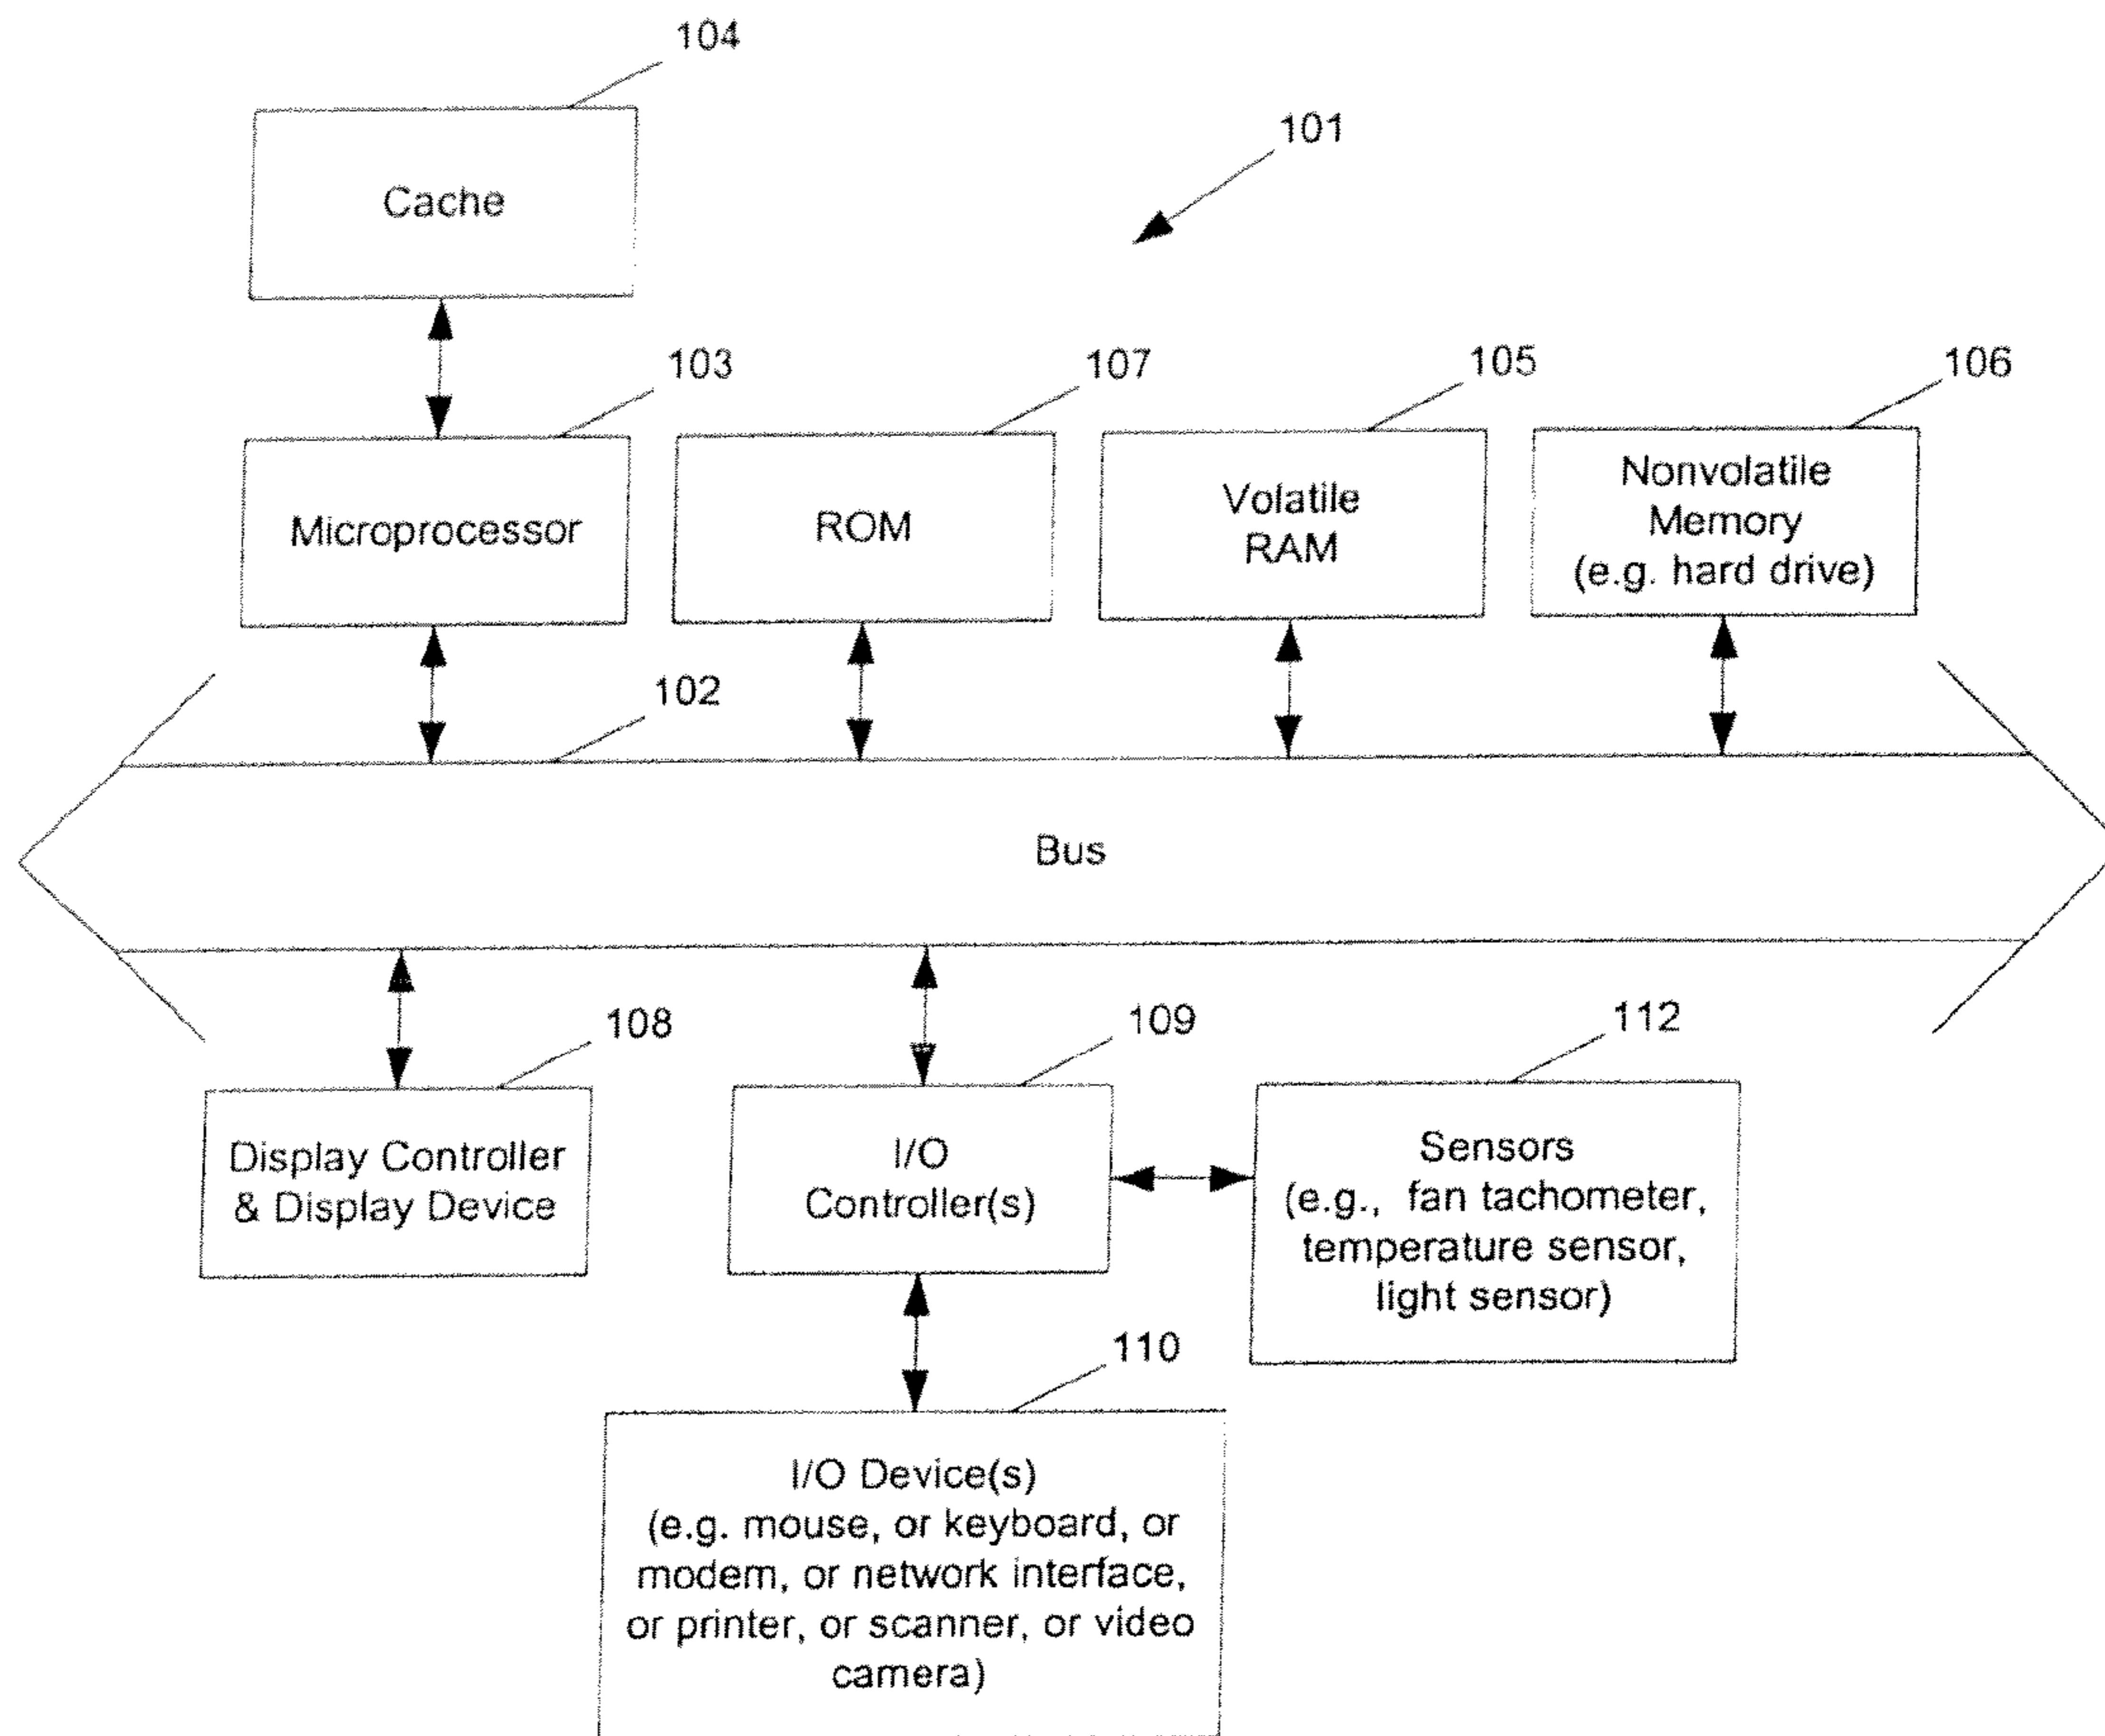 104
101
Cache
103
107
105
106
Microprocessor
ROM
Volatile
RAM
Nonvolatile
Memory
(e.g. hard drive)
102
Bus
108
109
112
Display Controller
& Display Device
I/O
Controller(s)
Sensors
(e.g., fan tachometer,
temperature sensor,
light sensor)
110
I/O Device(s)
(e.g. mouse, or keyboard, or
modem, or network interface,
or printer, or scanner, or video
camera)